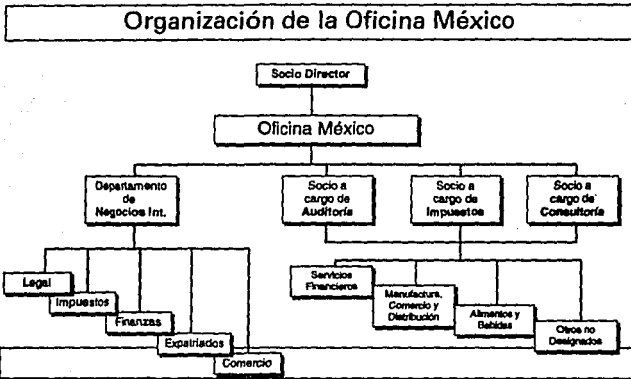 Organización de la Oficina México
Socio Director
Oficina México
Departamento
de
Negocios Int.
Socio a
cargo de
Auditoría
Socio a
cargo de
Impuestos
Socio a
cargo de
Consultoría
Legal
Impuestos
Finanzas
Expatriados
Comercio
Servicios
Financieros
Manufactura,
Comercio y
Distribución
Alimentos y
Bebidas
Otros no
Designados